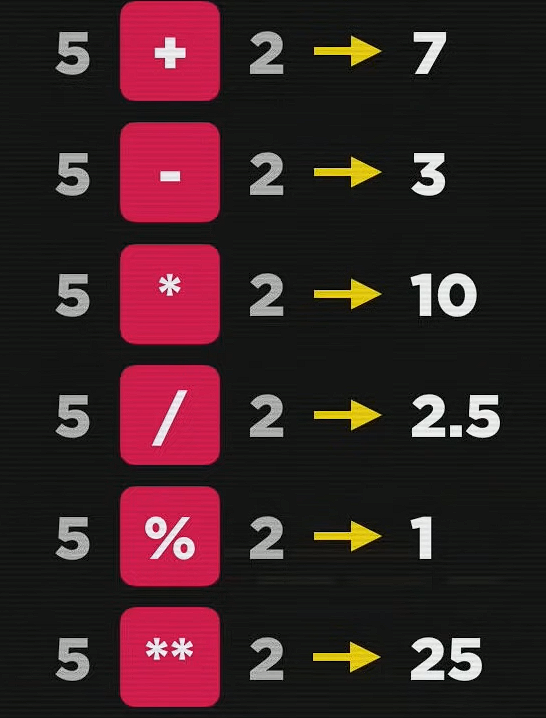 5 + 2 → 7
5 - 2 → 3
5 * 2 → 10
5 / 2 → 2.5
5 % 2 → 1
5 ** 2 → 25